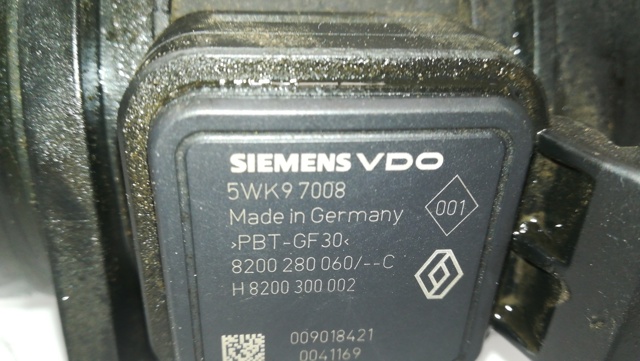 SIEMENS VDO
5WK9 7008
Made in Germany
001
>PBT-GF30<
8200 280 060/--C
H 8200 300 002
009018421
0041169